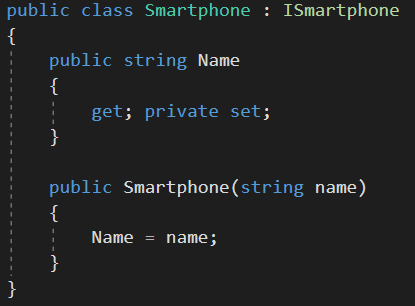 public class Smartphone : ISmartphone
{
    public string Name
    {
        get; private set;
    }

    public Smartphone(string name)
    {
        Name = name;
    }
}